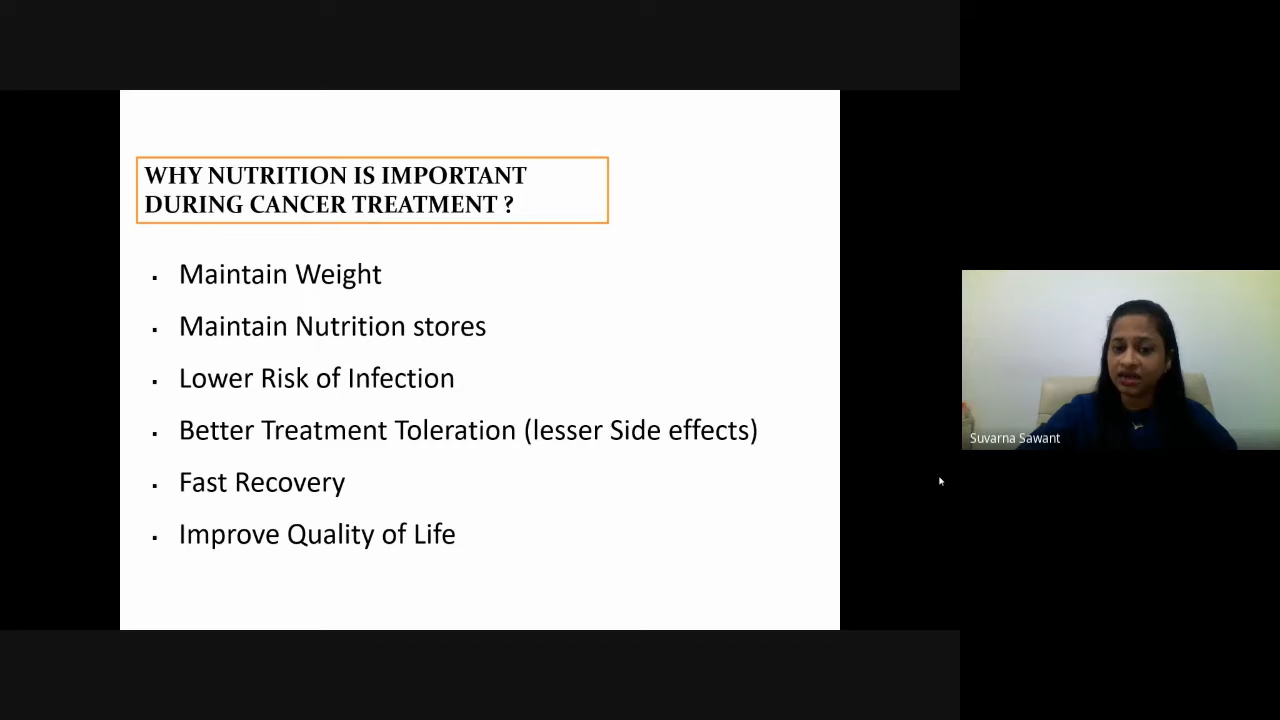 WHY NUTRITION IS IMPORTANT
DURING CANCER TREATMENT ?
▪ Maintain Weight
▪ Maintain Nutrition stores
▪ Lower Risk of Infection
▪ Better Treatment Toleration (lesser Side effects)
▪ Fast Recovery
▪ Improve Quality of Life
Suvarna Sawant